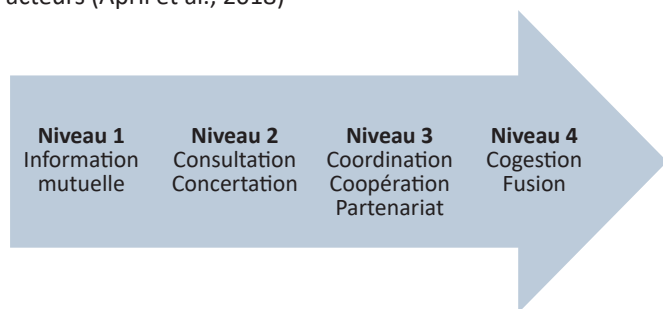 acteurs (April et al., 2018)
Niveau 1
Information
mutuelle
Niveau 2
Consultation
Concertation
Niveau 3
Coordination
Coopération
Partenariat
Niveau 4
Cogestion
Fusion